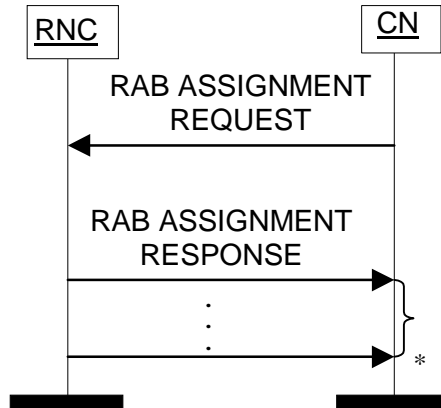 RNC
CN
RAB ASSIGNMENT
REQUEST
RAB ASSIGNMENT
RESPONSE
*